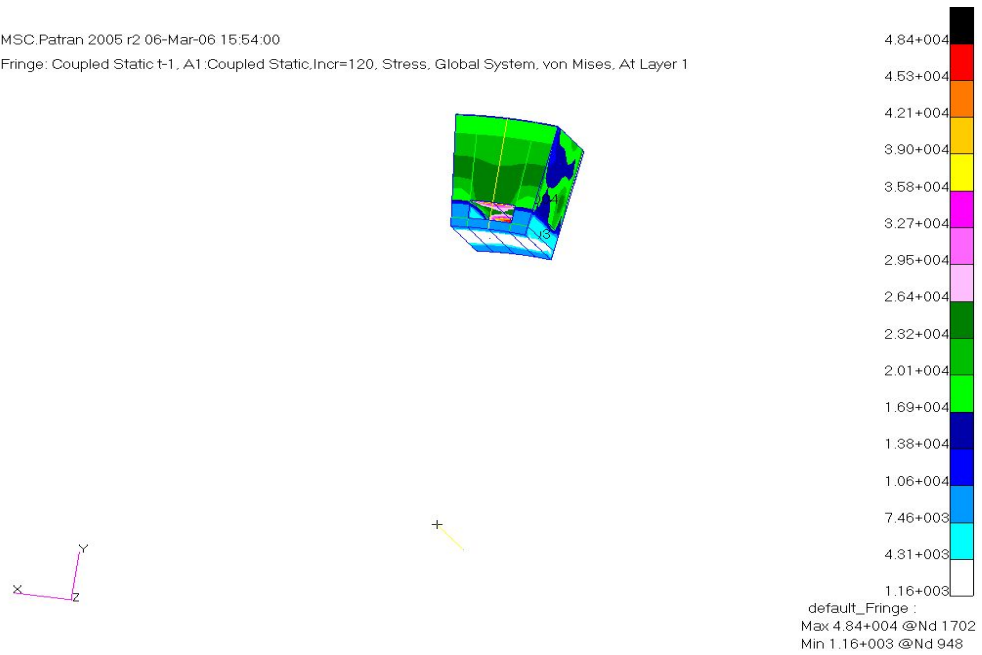 MSC.Patran 2005 r2 06-Mar-06 15:54:00
Fringe: Coupled Static t-1, A1:Coupled Static,Incr=120, Stress, Global System, von Mises, At Layer 1
4.84+004
4.53+004
4.21+004
3.90+004
3.58+004
3.27+004
2.95+004
2.64+004
2.32+004
2.01+004
1.69+004
1.38+004
1.06+004
7.46+003
4.31+003
1.16+003
Y
X
Z
default_Fringe :
Max 4.84+004 @Nd 1702
Min 1.16+003 @Nd 948